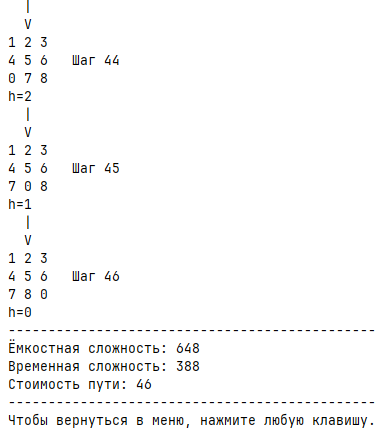 |
V
1 2 3
4 5 6   Шаг 44
0 7 8
h=2
|
V
1 2 3
4 5 6   Шаг 45
7 0 8
h=1
|
V
1 2 3
4 5 6   Шаг 46
7 8 0
h=0
----------------------------------------------
Ёмкостная сложность: 648
Временная сложность: 388
Стоимость пути: 46
----------------------------------------------
Чтобы вернуться в меню, нажмите любую клавишу.